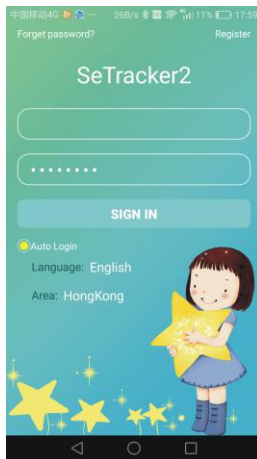 中国移动4G 26B/s 11% 17:59
Forget password? Register
SeTracker2
SIGN IN
Auto Login
Language: English
Area: HongKong